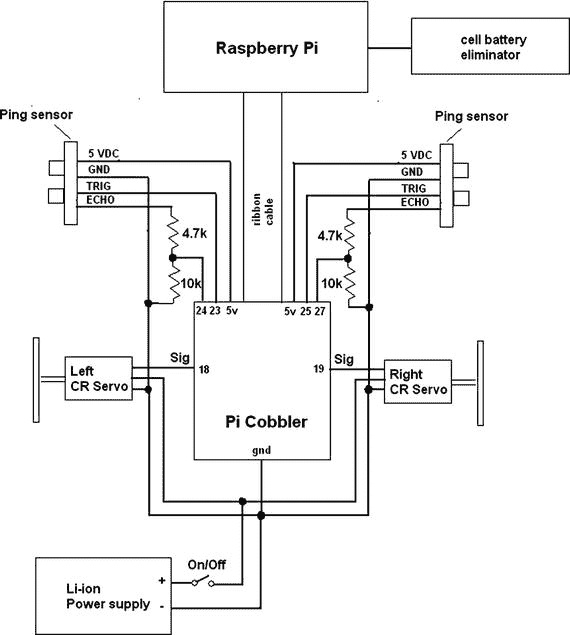 Raspberry Pi
cell battery
eliminator
Ping sensor
Ping sensor
5 VDC
GND
TRIG
ECHO
5 VDC
GND
TRIG
ECHO
ribbon
cable
4.7k
10k
4.7k
10k
24 23 5v
5v 25 27
Sig
18
19
Sig
Left
CR Servo
Right
CR Servo
Pi Cobbler
gnd
On/Off
Li-ion
Power supply
+
-